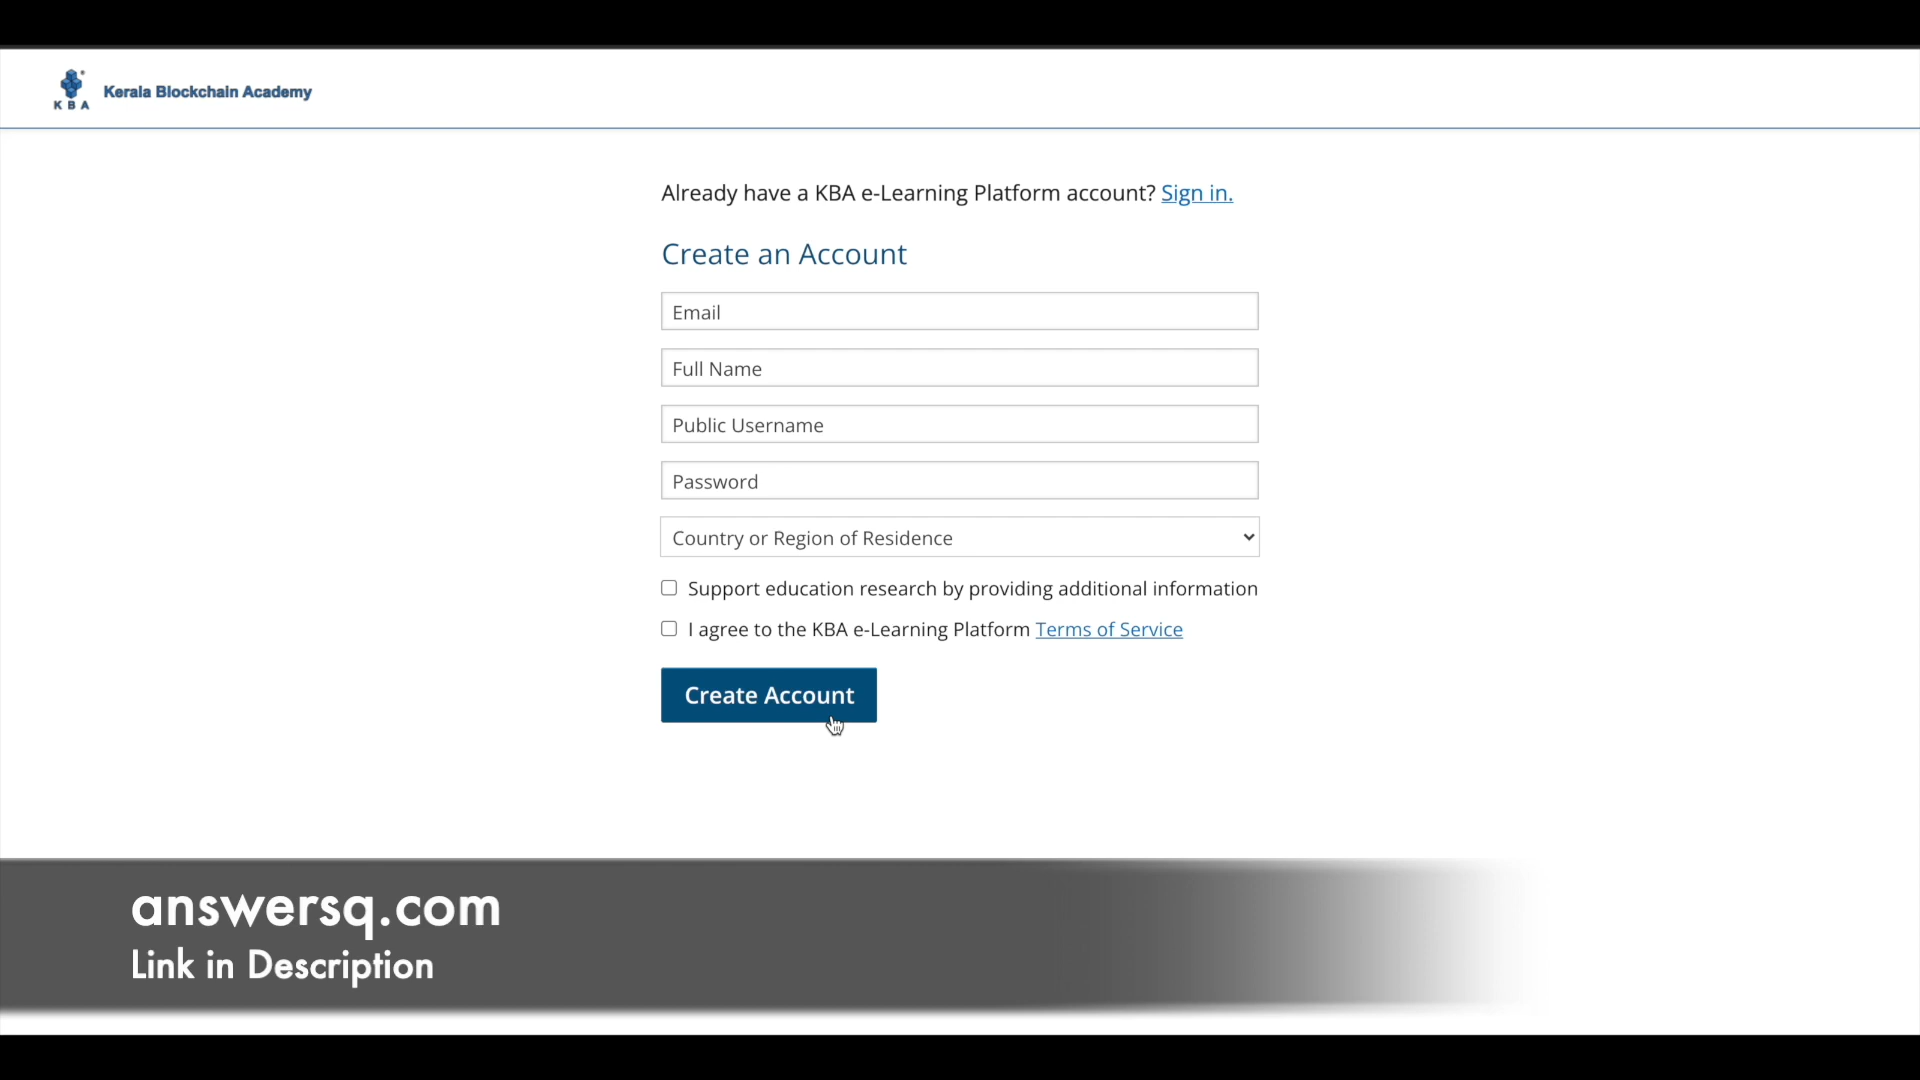 KBA
Kerala Blockchain Academy
Already have a KBA e-Learning Platform account? Sign in.
Create an Account
Email
Full Name
Public Username
Password
Country or Region of Residence
Support education research by providing additional information
I agree to the KBA e-Learning Platform Terms of Service
Create Account
answersq.com
Link in Description